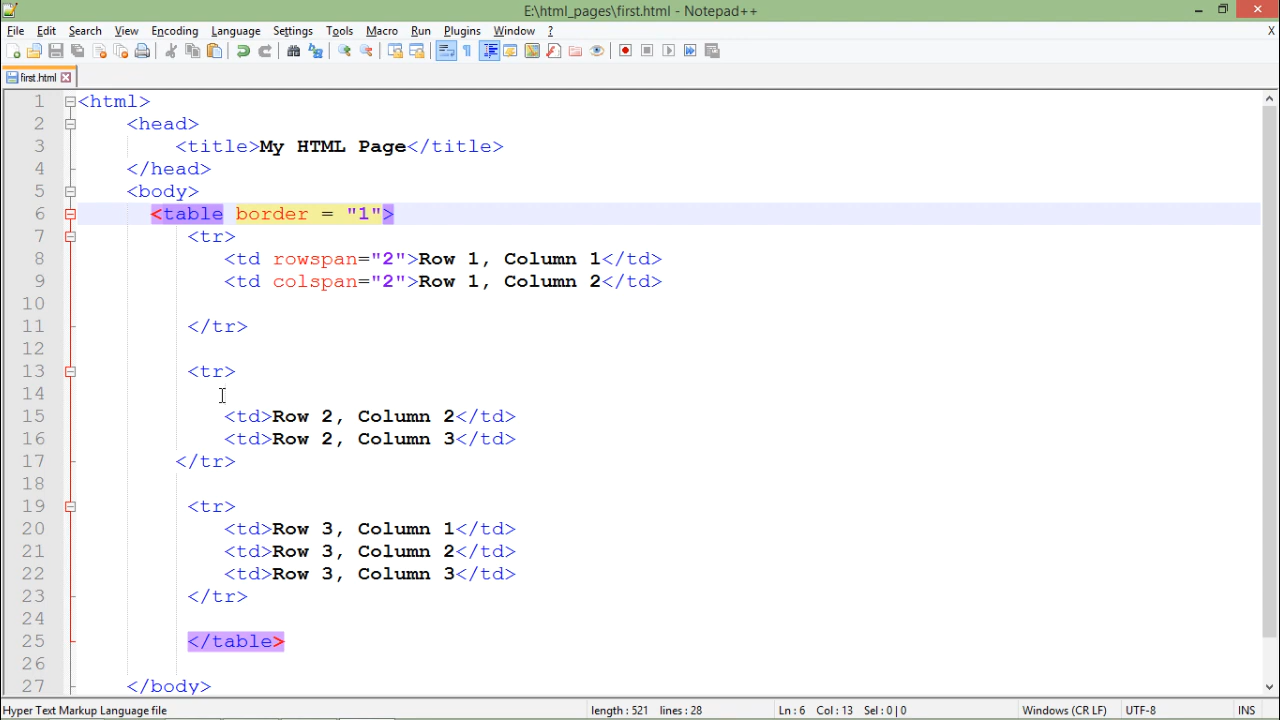 E:\html_pages\first.html - Notepad++
File Edit Search View Encoding Language Settings Tools Macro Run Plugins Window ? X
first.html
1 <html>
2 <head>
3 <title>My HTML Page</title>
4 </head>
5 <body>
6 <table border = "1">
7 <tr>
8 <td rowspan="2">Row 1, Column 1</td>
9 <td colspan="2">Row 1, Column 2</td>
10
11 </tr>
12
13 <tr>
14
15 <td>Row 2, Column 2</td>
16 <td>Row 2, Column 3</td>
17 </tr>
18
19 <tr>
20 <td>Row 3, Column 1</td>
21 <td>Row 3, Column 2</td>
22 <td>Row 3, Column 3</td>
23 </tr>
24
25 </table>
26
27 </body>
Hyper Text Markup Language file length : 521 lines : 28 Ln : 6 Col : 13 Sel : 0 | 0 Windows (CR LF) UTF-8 INS